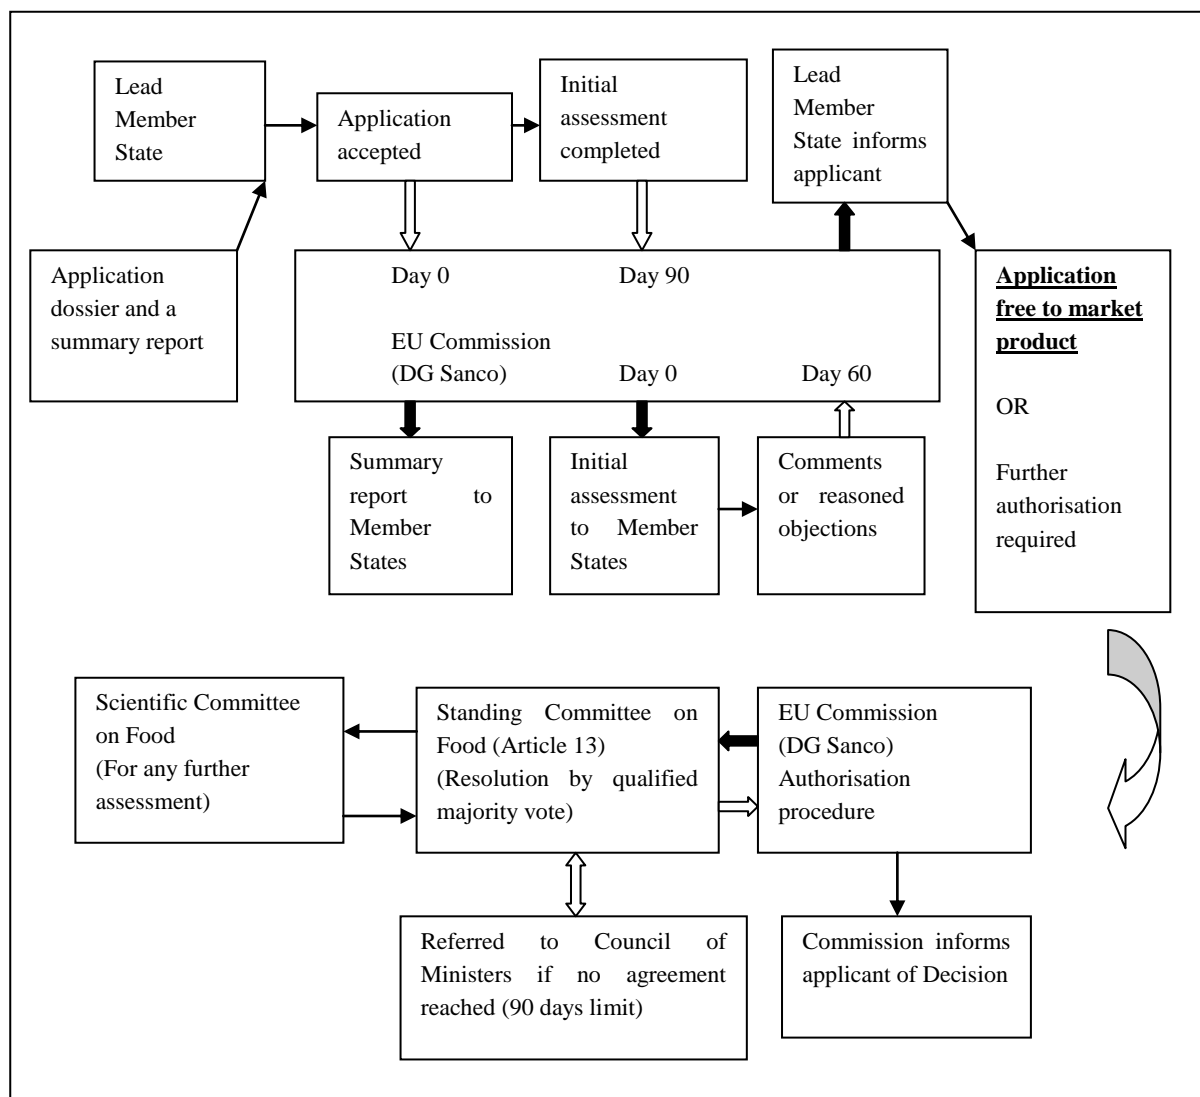 Lead
Member
State
Application
accepted
Initial
assessment
completed
Lead
Member
State informs
applicant
Application
dossier and a
summary report
Day 0
Day 90
EU Commission
(DG Sanco)
Day 0
Day 60
Application
free to market
product
OR
Further
authorisation
required
Summary
report to
Member
States
Initial
assessment
to Member
States
Comments
or reasoned
objections
Scientific Committee
on Food
(For any further
assessment)
Standing Committee on
Food (Article 13)
(Resolution by qualified
majority vote)
EU Commission
(DG Sanco)
Authorisation
procedure
Referred to Council of
Ministers if no agreement
reached (90 days limit)
Commission informs
applicant of Decision